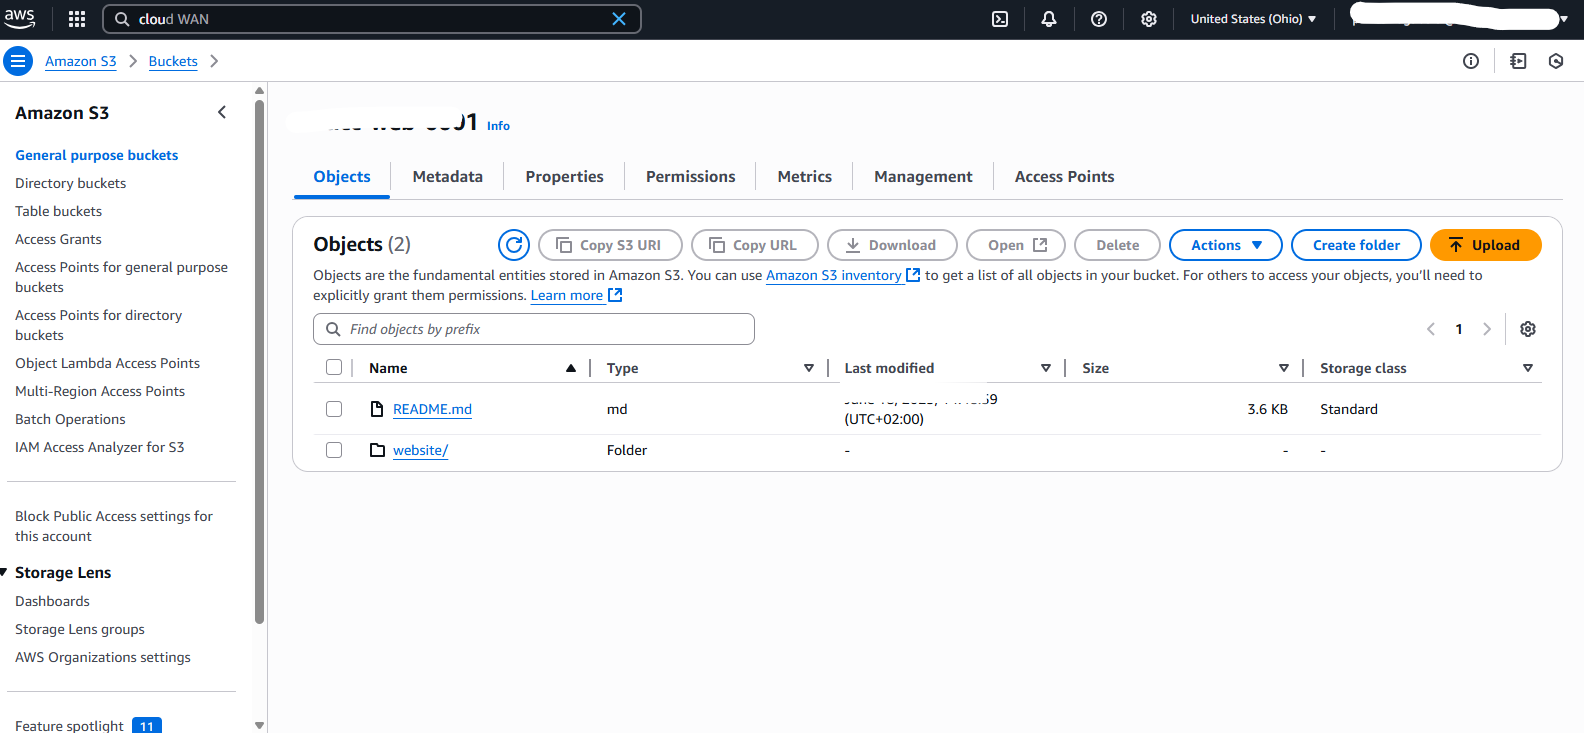 aws
cloud WAN
United States (Ohio)
Amazon S3
Buckets
Amazon S3
General purpose buckets
Directory buckets
Table buckets
Access Grants
Access Points for general purpose
buckets
Access Points for directory
buckets
Object Lambda Access Points
Multi-Region Access Points
Batch Operations
IAM Access Analyzer for S3
Block Public Access settings for
this account
Storage Lens
Dashboards
Storage Lens groups
AWS Organizations settings
Feature spotlight 11
Info
Objects Metadata Properties Permissions Metrics Management Access Points
Objects (2) Copy S3 URI Copy URL Download Open Delete Actions Create folder Upload
Objects are the fundamental entities stored in Amazon S3. You can use Amazon S3 inventory to get a list of all objects in your bucket. For others to access your objects, you’ll need to
explicitly grant them permissions. Learn more
Find objects by prefix 1
Name Type Last modified Size Storage class
README.md md (UTC+02:00) 3.6 KB Standard
website/ Folder - - -